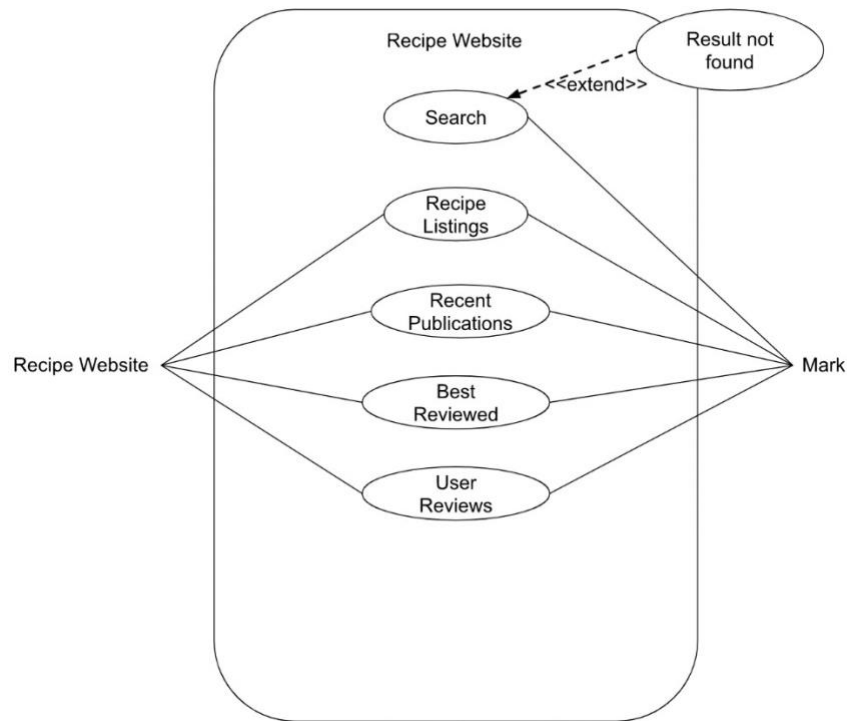 Recipe Website
Result not
found
<<extend>>
Search
Recipe
Listings
Recent
Publications
Recipe Website
Mark
Best
Reviewed
User
Reviews